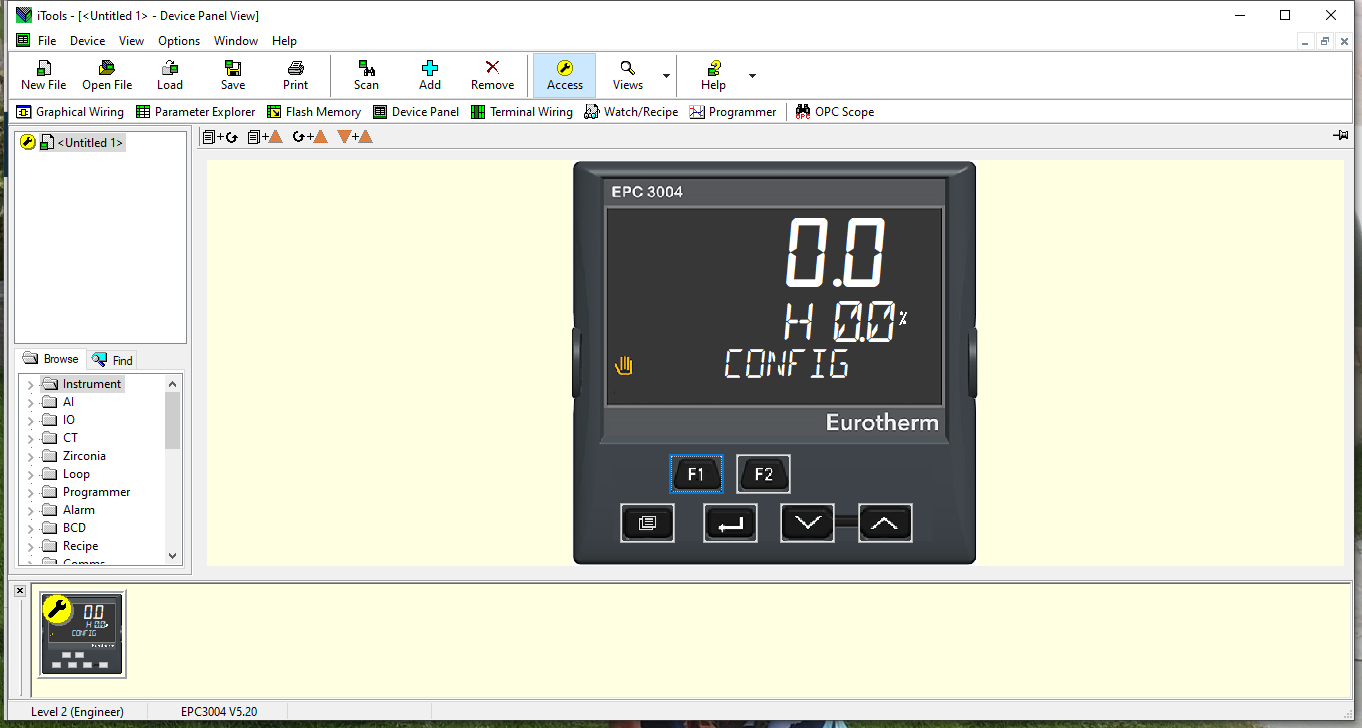 iTools - [<Untitled 1> - Device Panel View]
File Device View Options Window Help
New File Open File Load Save Print Scan Add Remove Access Views Help
Graphical Wiring Parameter Explorer Flash Memory Device Panel Terminal Wiring Watch/Recipe Programmer OPC Scope
<Untitled 1>
EPC 3004
0.0
H 0.0%
CONFIG
Eurotherm
F1 F2
Browse Find
Instrument
AI
IO
CT
Zirconia
Loop
Programmer
Alarm
BCD
Recipe
Comms
0.0
H 0.0%
CONFIG
Eurotherm
Level 2 (Engineer) EPC3004 V5.20